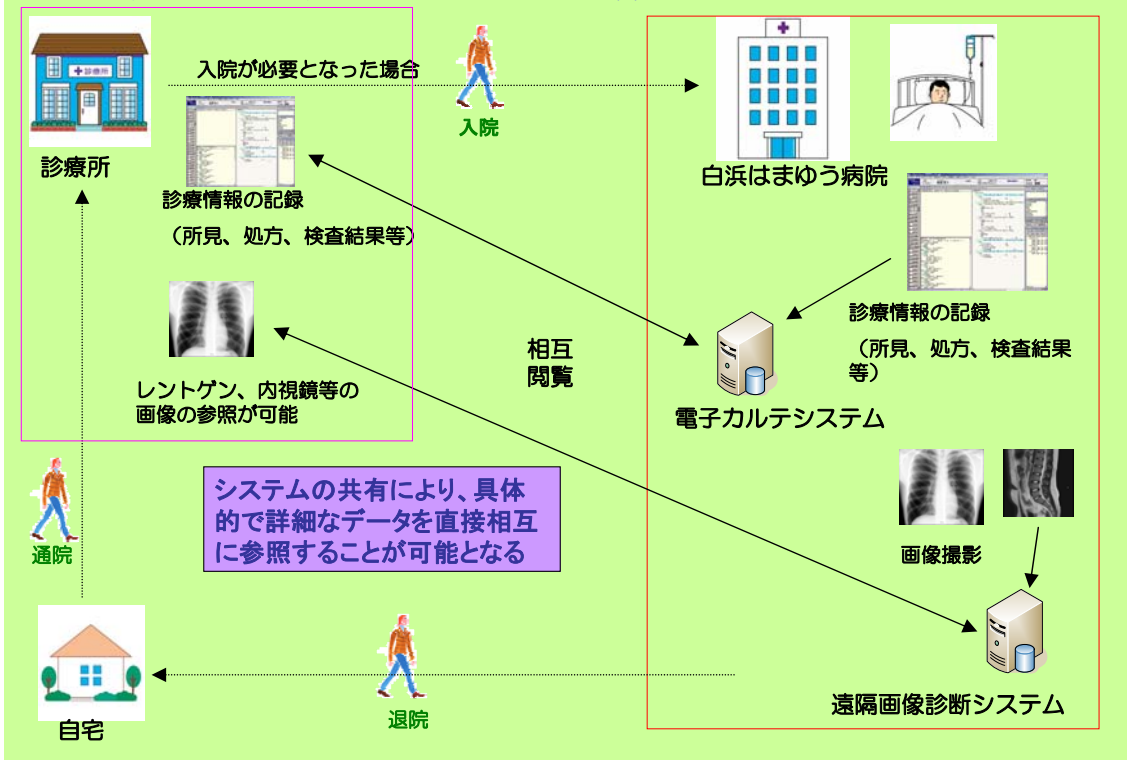 診療所
入院が必要となった場合
入院
診療所
白浜はまゆう病院
診療情報の記録
（所見、処方、検査結果等）
診療情報の記録
（所見、処方、検査結果
等）
レントゲン、内視鏡等の
画像の参照が可能
相互
閲覧
電子カルテシステム
システムの共有により、具体
的で詳細なデータを直接相互
に参照することが可能となる
画像撮影
通院
遠隔画像診断システム
退院
自宅